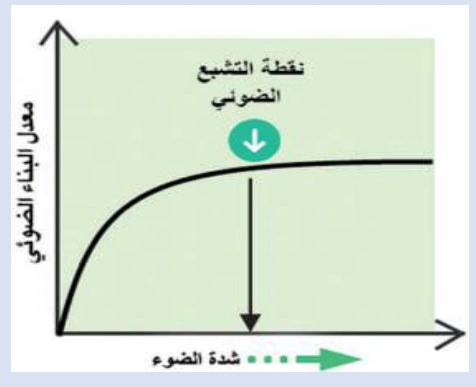 نقطة التشبع
الضوئي
معدل البناء الضوئي
شدة الضوء